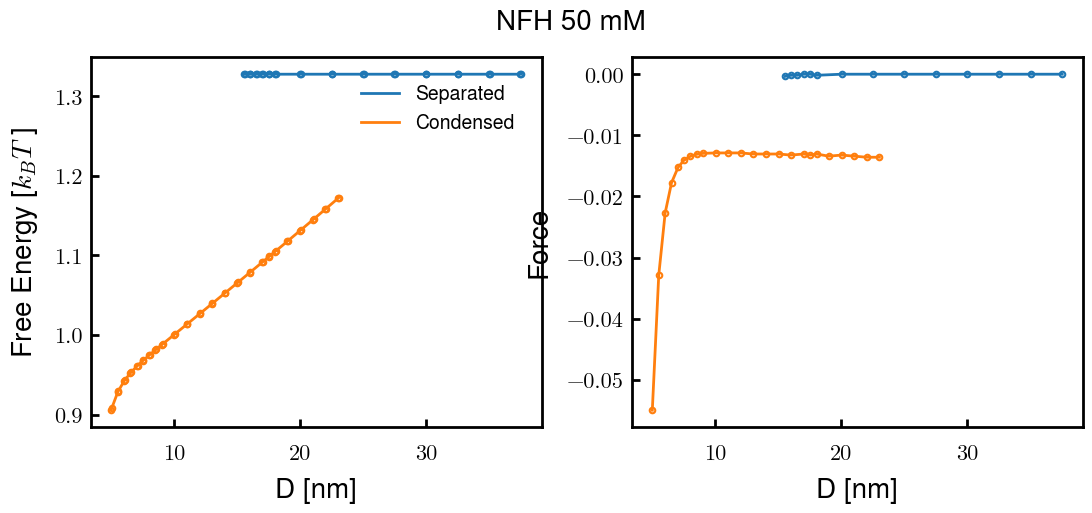 NFH 50 mM
Free Energy [$k_BT$]
1.3
1.2
1.1
1.0
0.9
Separated
Condensed
10
20
30
D [nm]
Force
0.00
−0.01
−0.02
−0.03
−0.04
−0.05
10
20
30
D [nm]